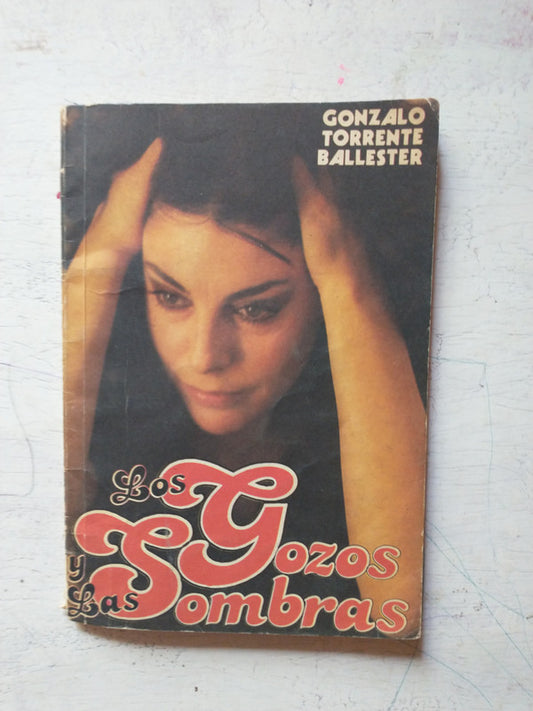 GONZALO
TORRENTE
BALLESTER
Los Gozos
y Las Sombras